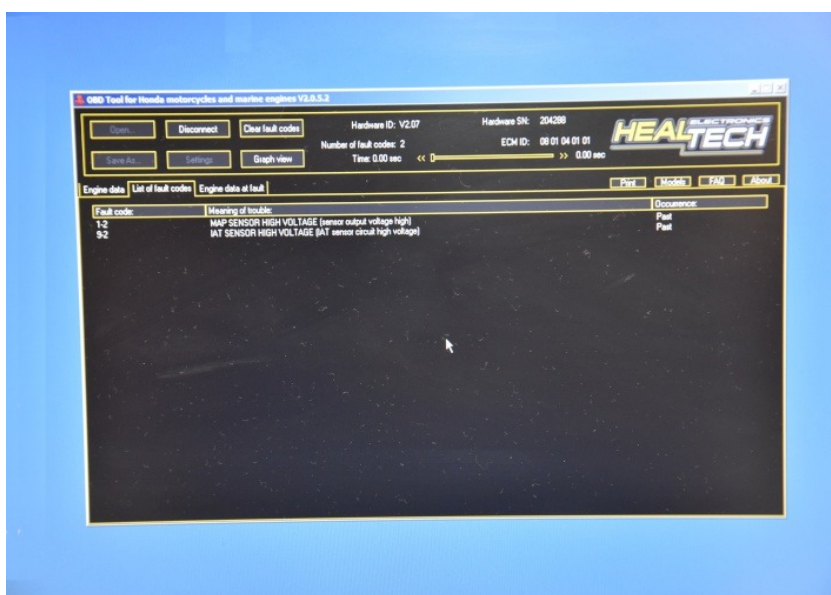 OBD Tool for Honda motorcycles and marine engines V2.0.5.2
Open... Disconnect Clear fault codes Hardware ID: V2.07 Hardware SN: 204288
Number of fault codes: 2 ECM ID: 08 01 04 01 01
Save As... Settings Graph view Time: 0.00 sec << >> 0.00 sec
HEALTECH ELECTRONICS
Print Models FAQ About
Engine data List of fault codes Engine data at fault
Fault code: Meaning of trouble: Occurrence:
1-2 MAP SENSOR HIGH VOLTAGE (sensor output voltage high) Past
9-2 IAT SENSOR HIGH VOLTAGE (IAT sensor circuit high voltage) Past